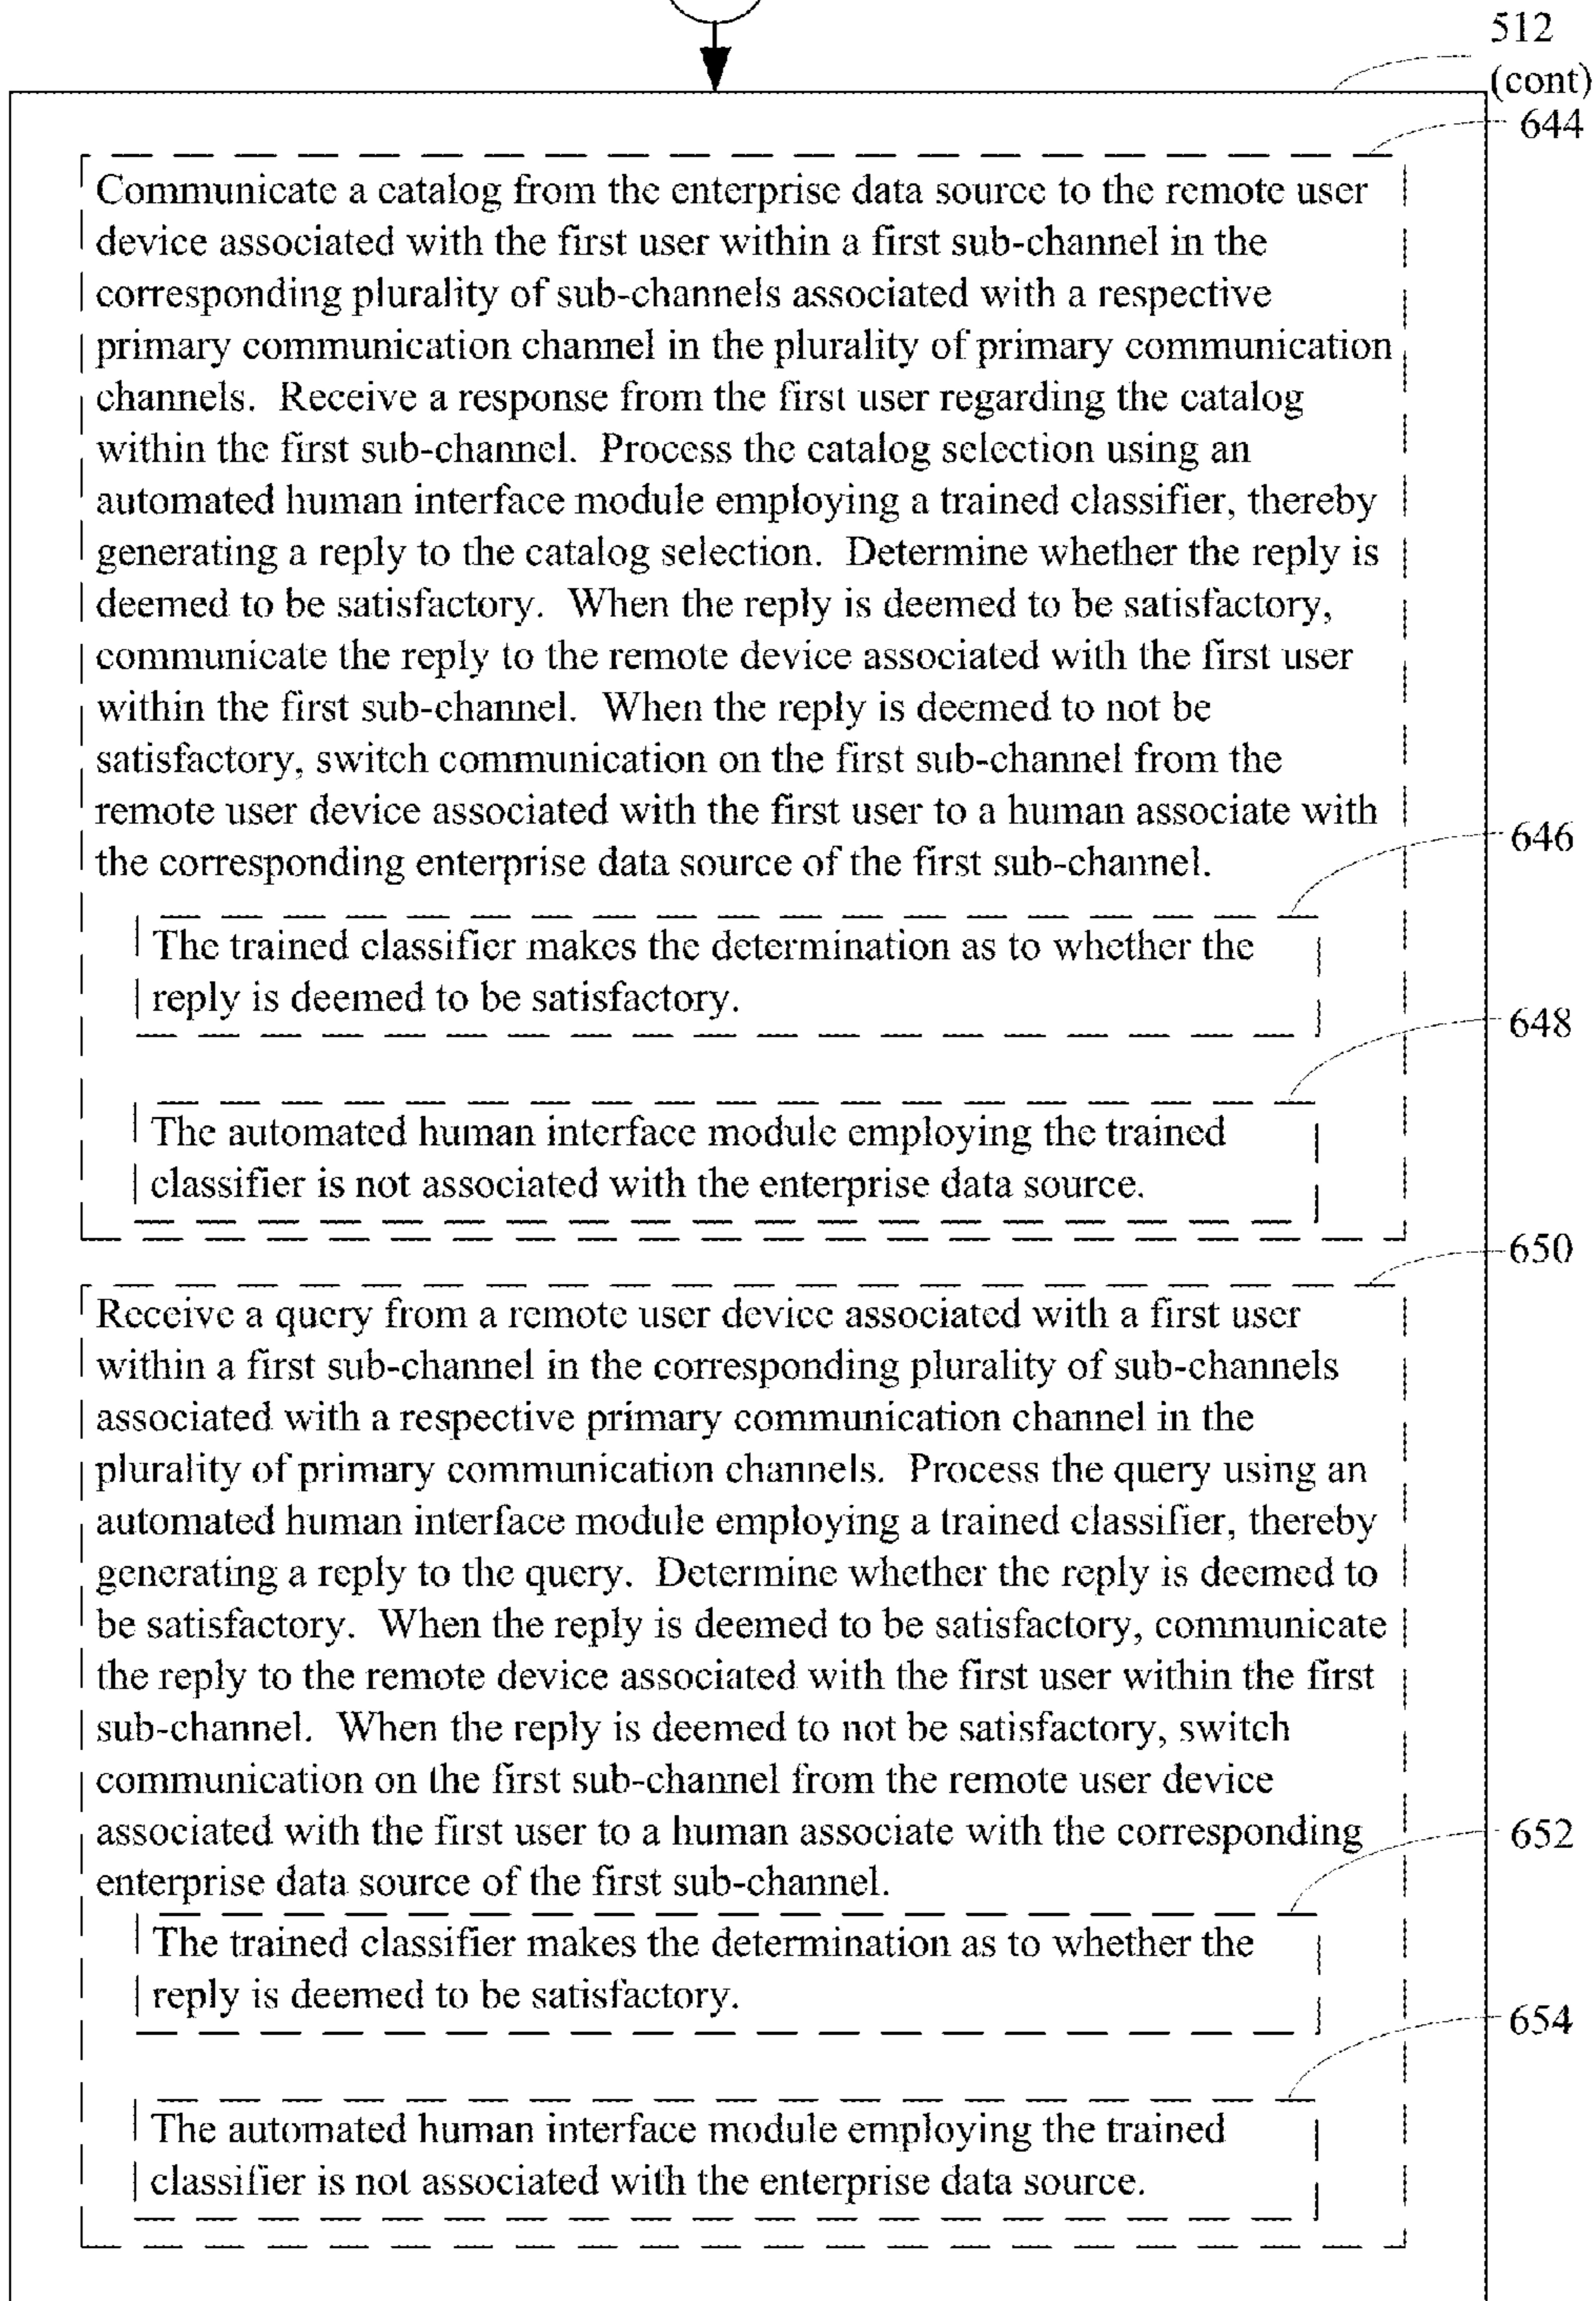 512
(cont)
644
Communicate a catalog from the enterprise data source to the remote user
device associated with the first user within a first sub-channel in the
corresponding plurality of sub-channels associated with a respective
primary communication channel in the plurality of primary communication
channels.  Receive a response from the first user regarding the catalog
within the first sub-channel.  Process the catalog selection using an
automated human interface module employing a trained classifier, thereby
generating a reply to the catalog selection.  Determine whether the reply is
deemed to be satisfactory.  When the reply is deemed to be satisfactory,
communicate the reply to the remote device associated with the first user
within the first sub-channel.  When the reply is deemed to not be
satisfactory, switch communication on the first sub-channel from the
remote user device associated with the first user to a human associate with
the corresponding enterprise data source of the first sub-channel.
646
The trained classifier makes the determination as to whether the
reply is deemed to be satisfactory.
648
The automated human interface module employing the trained
classifier is not associated with the enterprise data source.
650
Receive a query from a remote user device associated with a first user
within a first sub-channel in the corresponding plurality of sub-channels
associated with a respective primary communication channel in the
plurality of primary communication channels.  Process the query using an
automated human interface module employing a trained classifier, thereby
generating a reply to the query.  Determine whether the reply is deemed to
be satisfactory.  When the reply is deemed to be satisfactory, communicate
the reply to the remote device associated with the first user within the first
sub-channel.  When the reply is deemed to not be satisfactory, switch
communication on the first sub-channel from the remote user device
associated with the first user to a human associate with the corresponding
enterprise data source of the first sub-channel.
652
The trained classifier makes the determination as to whether the
reply is deemed to be satisfactory.
654
The automated human interface module employing the trained
classifier is not associated with the enterprise data source.